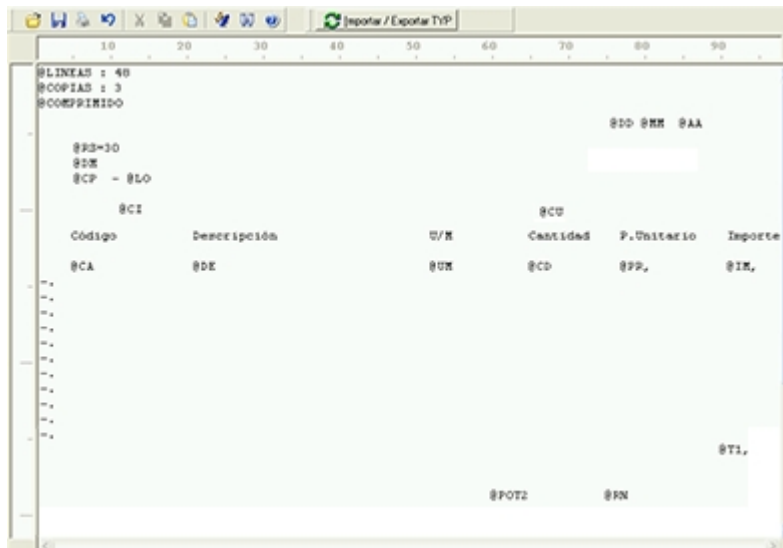 Importar / Exportar TYP
10 20 30 40 50 60 70 80 90
@LINEAS : 48
@COPIAS : 3
@COMPRIMIDO
@DD @MM @AA
@RS=30
@DM
@CP - @LO
@CI @CU
Código Descripción U/M Cantidad P.Unitario Importe
@CA @DE @UM @CD @PR, @IM,
-.
-.
-.
-.
-.
-.
-.
-.
-.
-.
-.
@T1,
@POT2 @RN